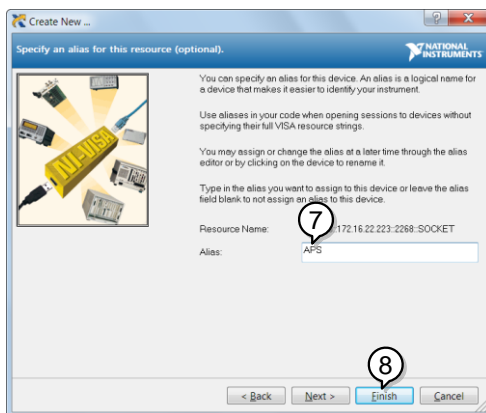 Create New ...
Specify an alias for this resource (optional).
NATIONAL
INSTRUMENTS
You can specify an alias for this device. An alias is a logical name for
a device that makes it easier to identify your instrument.
Use aliases in your code when opening sessions to devices without
specifying their full VISA resource strings.
You may assign or change the alias at a later time through the alias
editor or by clicking on the device to rename it.
Type in the alias you want to assign to this device or leave the alias
field blank to not assign an alias to this device.
NI-VISA
7
Resource Name: :172.16.22.223::2268::SOCKET
Alias: APS
8
< Back Next > Finish Cancel